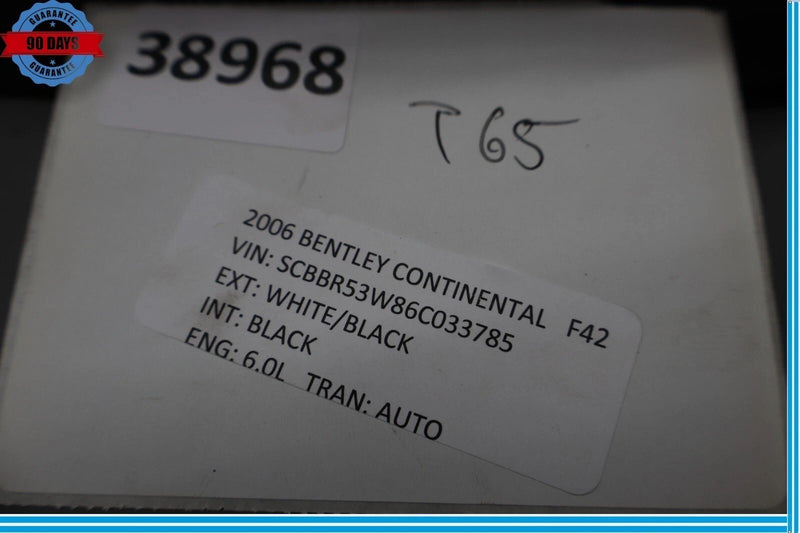 GUARANTEE
90 DAYS
GUARANTEE
38968
T65
2006 BENTLEY CONTINENTAL F42
VIN: SCBBR53W86C033785
EXT: WHITE/BLACK
INT: BLACK
ENG: 6.0L TRAN: AUTO